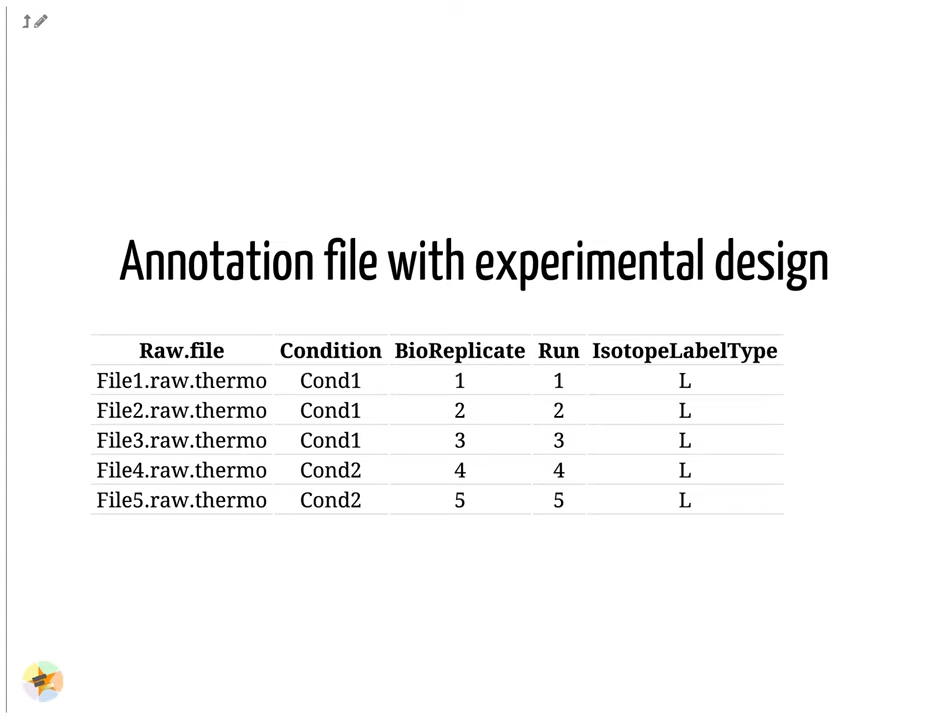 Annotation file with experimental design
Raw.file Condition BioReplicate Run IsotopeLabelType
File1.raw.thermo Cond1 1 1 L
File2.raw.thermo Cond1 2 2 L
File3.raw.thermo Cond1 3 3 L
File4.raw.thermo Cond2 4 4 L
File5.raw.thermo Cond2 5 5 L